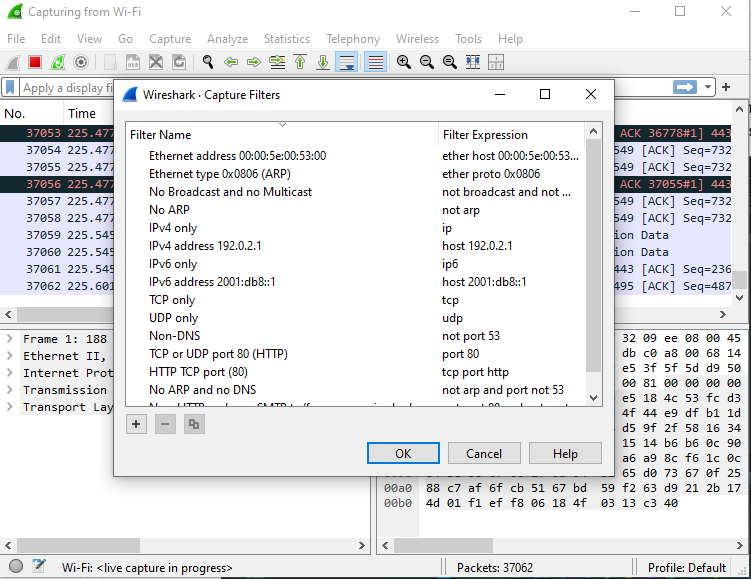 Capturing from Wi-Fi
File Edit View Go Capture Analyze Statistics Telephony Wireless Tools Help
Apply a display fi
No. Time
37053 225.477 ACK 36778#1] 443
37054 225.477 549 [ACK] Seq=732
37055 225.477 549 [ACK] Seq=732
37056 225.477 ACK 37055#1] 443
37057 225.477 549 [ACK] Seq=732
37058 225.477 549 [ACK] Seq=732
37059 225.545 ion Data
37060 225.545 ion Data
37061 225.545 443 [ACK] Seq=236
37062 225.601 495 [ACK] Seq=487
Wireshark · Capture Filters
Filter Name Filter Expression
Ethernet address 00:00:5e:00:53:00 ether host 00:00:5e:00:53...
Ethernet type 0x0806 (ARP) ether proto 0x0806
No Broadcast and no Multicast not broadcast and not ...
No ARP not arp
IPv4 only ip
IPv4 address 192.0.2.1 host 192.0.2.1
IPv6 only ip6
IPv6 address 2001:db8::1 host 2001:db8::1
TCP only tcp
UDP only udp
Non-DNS not port 53
TCP or UDP port 80 (HTTP) port 80
HTTP TCP port (80) tcp port http
No ARP and no DNS not arp and port not 53
OK Cancel Help
Frame 1: 188
Ethernet II,
Internet Prot
Transmission
Transport Lay
32 09 ee 08 00 45
db c0 a8 00 68 14
e5 3f 5f 5d d9 50
00 81 00 00 00 00
e5 18 4c 53 fc d3
4f 44 e9 df b1 1d
d5 9f 2f 58 16 34
15 14 b6 b6 0c 90
a6 a9 8c f6 1c 0c
65 d0 73 67 0f 25
00a0 88 c7 af 6f cb 51 67 bd 59 f2 63 d9 21 2b 17
00b0 4d 01 f1 ef f8 06 18 4f 03 13 c3 40
Wi-Fi: <live capture in progress> Packets: 37062 Profile: Default